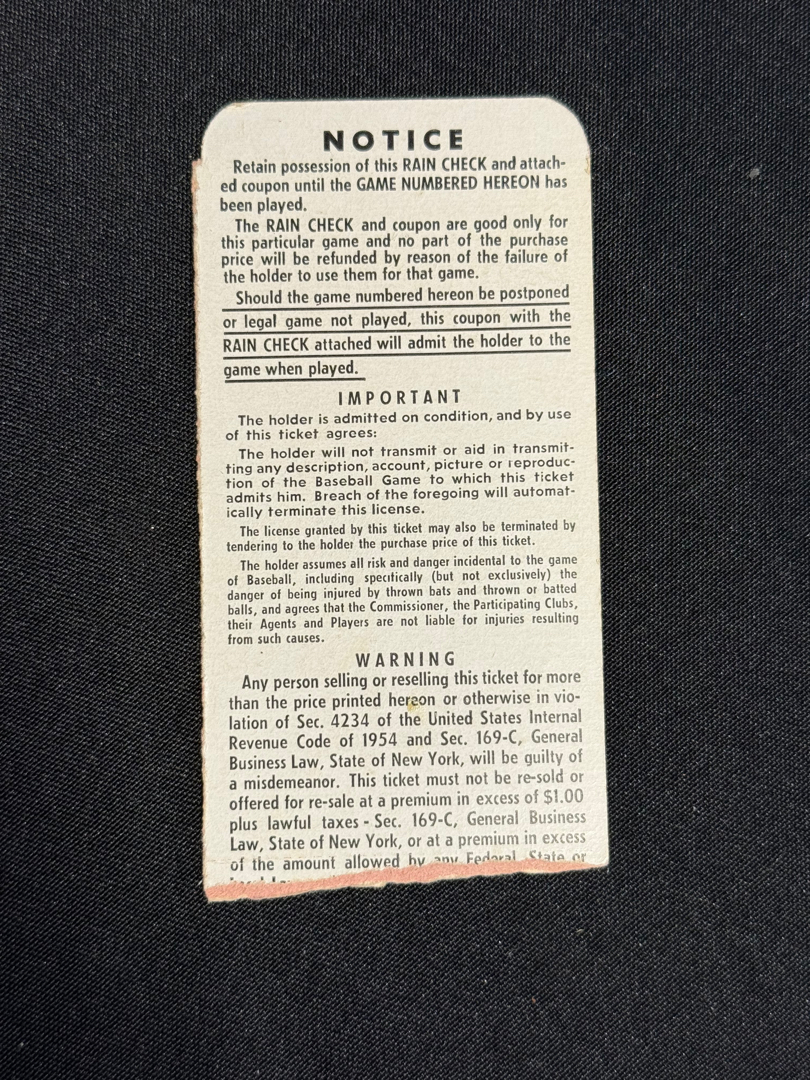 NOTICE
Retain possession of this RAIN CHECK and attach-
ed coupon until the GAME NUMBERED HEREON has
been played.
The RAIN CHECK and coupon are good only for
this particular game and no part of the purchase
price will be refunded by reason of the failure of
the holder to use them for that game.
Should the game numbered hereon be postponed
or legal game not played, this coupon with the
RAIN CHECK attached will admit the holder to the
game when played.
IMPORTANT
The holder is admitted on condition, and by use
of this ticket agrees:
The holder will not transmit or aid in transmit-
ting any description, account, picture or reproduc-
tion of the Baseball Game to which this ticket
admits him. Breach of the foregoing will automat-
ically terminate this license.
The license granted by this ticket may also be terminated by
tendering to the holder the purchase price of this ticket.
The holder assumes all risk and danger incidental to the game
of Baseball, including specifically (but not exclusively) the
danger of being injured by thrown bats and thrown or batted
balls, and agrees that the Commissioner, the Participating Clubs,
their Agents and Players are not liable for injuries resulting
from such causes.
WARNING
Any person selling or reselling this ticket for more
than the price printed hereon or otherwise in vio-
lation of Sec. 4234 of the United States Internal
Revenue Code of 1954 and Sec. 169-C, General
Business Law, State of New York, will be guilty of
a misdemeanor. This ticket must not be re-sold or
offered for re-sale at a premium in excess of $1.00
plus lawful taxes - Sec. 169-C, General Business
Law, State of New York, or at a premium in excess
of the amount allowed by any Federal, State or